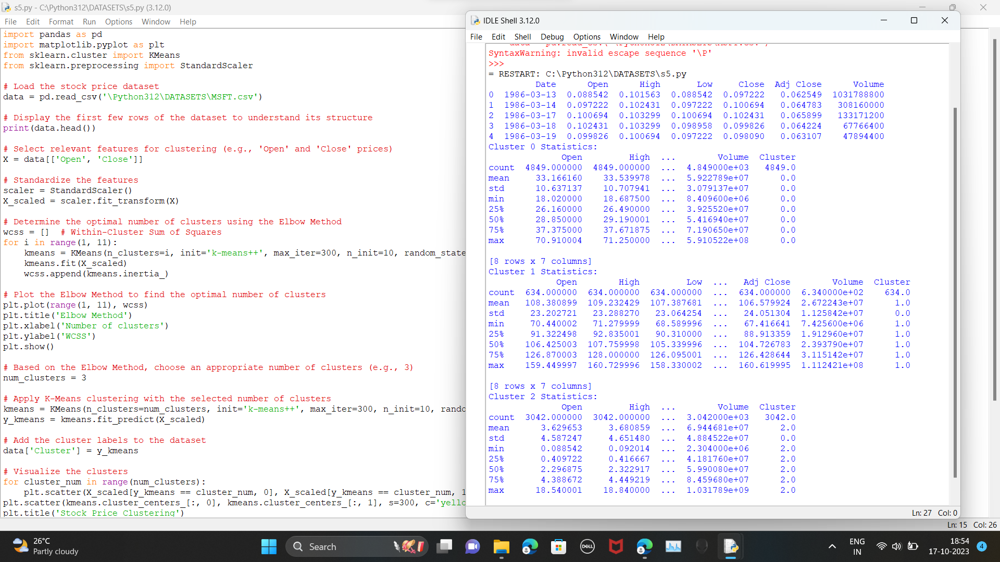 s5.py - C:\Python312\DATASETS\s5.py (3.12.0)
File Edit Format Run Options Window Help
import pandas as pd
import matplotlib.pyplot as plt
from sklearn.cluster import KMeans
from sklearn.preprocessing import StandardScaler
# Load the stock price dataset
data = pd.read_csv('\Python312\DATASETS\MSFT.csv')
# Display the first few rows of the dataset to understand its structure
print(data.head())
# Select relevant features for clustering (e.g., 'Open' and 'Close' prices)
X = data[['Open', 'Close']]
# Standardize the features
scaler = StandardScaler()
X_scaled = scaler.fit_transform(X)
# Determine the optimal number of clusters using the Elbow Method
wcss = []  # Within-Cluster Sum of Squares
for i in range(1, 11):
    kmeans = KMeans(n_clusters=i, init='k-means++', max_iter=300, n_init=10, random_state
    kmeans.fit(X_scaled)
    wcss.append(kmeans.inertia_)
# Plot the Elbow Method to find the optimal number of clusters
plt.plot(range(1, 11), wcss)
plt.title('Elbow Method')
plt.xlabel('Number of clusters')
plt.ylabel('WCSS')
plt.show()
# Based on the Elbow Method, choose an appropriate number of clusters (e.g., 3)
num_clusters = 3
# Apply K-Means clustering with the selected number of clusters
kmeans = KMeans(n_clusters=num_clusters, init='k-means++', max_iter=300, n_init=10, rando
y_kmeans = kmeans.fit_predict(X_scaled)
# Add the cluster labels to the dataset
data['Cluster'] = y_kmeans
# Visualize the clusters
for cluster_num in range(num_clusters):
    plt.scatter(X_scaled[y_kmeans == cluster_num, 0], X_scaled[y_kmeans == cluster_num, 1
plt.scatter(kmeans.cluster_centers_[:, 0], kmeans.cluster_centers_[:, 1], s=300, c='yello
plt.title('Stock Price Clustering')
IDLE Shell 3.12.0
File Edit Shell Debug Options Window Help
SyntaxWarning: invalid escape sequence '\P'
>>>
= RESTART: C:\Python312\DATASETS\s5.py
Date Open High Low Close Adj Close Volume
0 1986-03-13 0.088542 0.101563 0.088542 0.097222 0.062549 1031788800
1 1986-03-14 0.097222 0.102431 0.097222 0.100694 0.064783 308160000
2 1986-03-17 0.100694 0.103299 0.100694 0.102431 0.065899 133171200
3 1986-03-18 0.102431 0.103299 0.098958 0.099826 0.064224 67766400
4 1986-03-19 0.099826 0.100694 0.097222 0.098090 0.063107 47894400
Cluster 0 Statistics:
Open High ... Volume Cluster
count 4849.000000 4849.000000 ... 4.849000e+03 4849.0
mean 33.166160 33.539978 ... 5.922789e+07 0.0
std 10.637137 10.707941 ... 3.079137e+07 0.0
min 18.020000 18.687500 ... 8.409600e+06 0.0
25% 26.160000 26.490000 ... 3.925520e+07 0.0
50% 28.850000 29.190001 ... 5.416940e+07 0.0
75% 37.375000 37.671875 ... 7.190650e+07 0.0
max 70.910004 71.250000 ... 5.910522e+08 0.0
[8 rows x 7 columns]
Cluster 1 Statistics:
Open High Low ... Adj Close Volume Cluster
count 634.000000 634.000000 634.000000 ... 634.000000 6.340000e+02 634.0
mean 108.380899 109.232429 107.387681 ... 106.579924 2.672243e+07 1.0
std 23.202721 23.288270 23.064254 ... 24.051304 1.125842e+07 0.0
min 70.440002 71.279999 68.589996 ... 67.416641 7.425600e+06 1.0
25% 91.322498 92.835001 90.310000 ... 88.913359 1.912960e+07 1.0
50% 106.425003 107.759998 105.339996 ... 104.726783 2.393790e+07 1.0
75% 126.870003 128.000000 126.095001 ... 126.428644 3.115142e+07 1.0
max 159.449997 160.729996 158.330002 ... 160.619995 1.112421e+08 1.0
[8 rows x 7 columns]
Cluster 2 Statistics:
Open High ... Volume Cluster
count 3042.000000 3042.000000 ... 3.042000e+03 3042.0
mean 3.629653 3.680859 ... 6.944681e+07 2.0
std 4.587247 4.651480 ... 4.884522e+07 0.0
min 0.088542 0.092014 ... 2.304000e+06 2.0
25% 0.409722 0.416667 ... 4.181760e+07 2.0
50% 2.296875 2.322917 ... 5.990080e+07 2.0
75% 4.388672 4.449219 ... 8.459680e+07 2.0
max 18.540001 18.840000 ... 1.031789e+09 2.0
Ln: 27 Col: 0
Ln: 15 Col: 26
26°C
Partly cloudy
Search
DELL
ENG
IN
18:54
17-10-2023
4